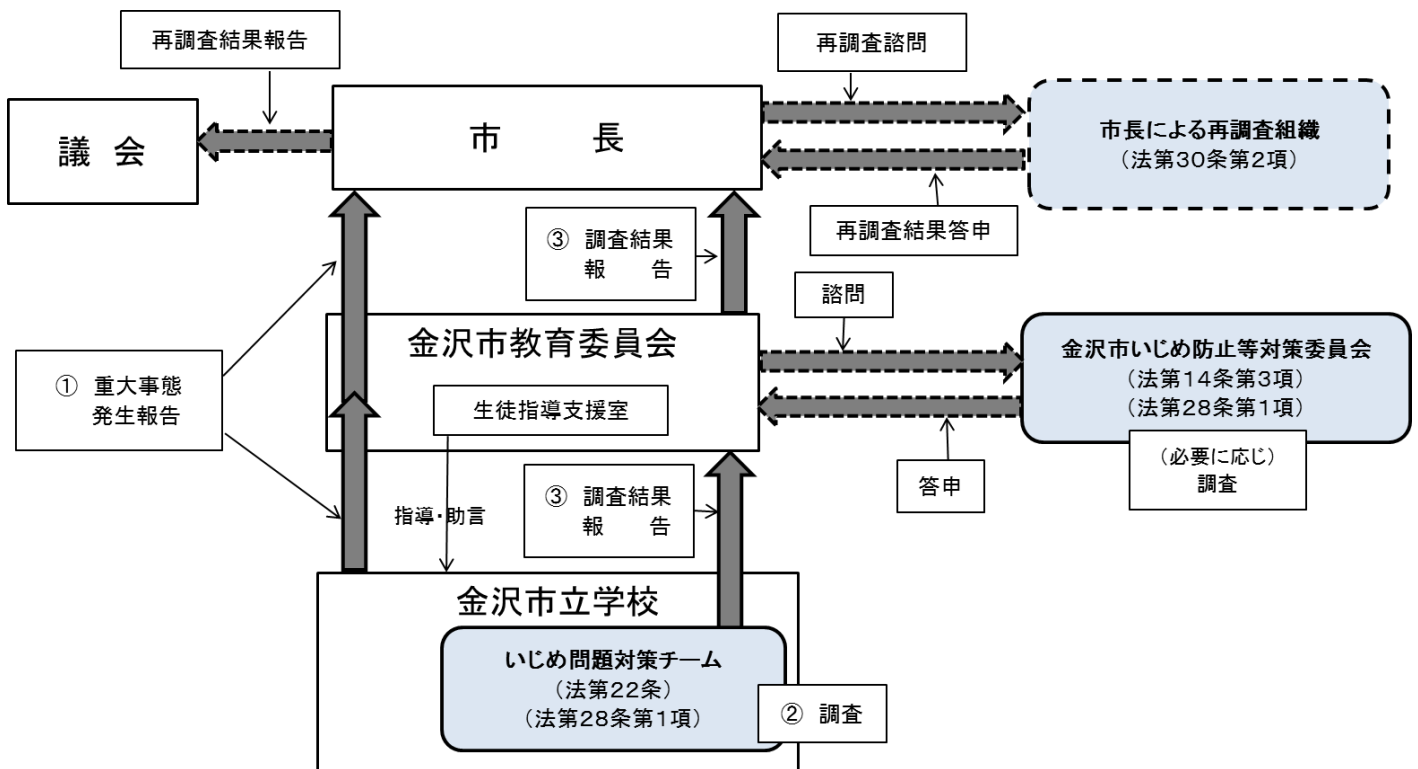 再調査結果報告
再調査諮問
議 会
市 長
市長による再調査組織
(法第30条第2項)
再調査結果答申
③ 調査結果
報 告
諮問
① 重大事態
発生報告
金沢市教育委員会
生徒指導支援室
金沢市いじめ防止等対策委員会
(法第14条第3項)
(法第28条第1項)
(必要に応じ)
調査
答申
指導・助言
③ 調査結果
報 告
金沢市立学校
いじめ問題対策チーム
(法第22条)
(法第28条第1項)
② 調査